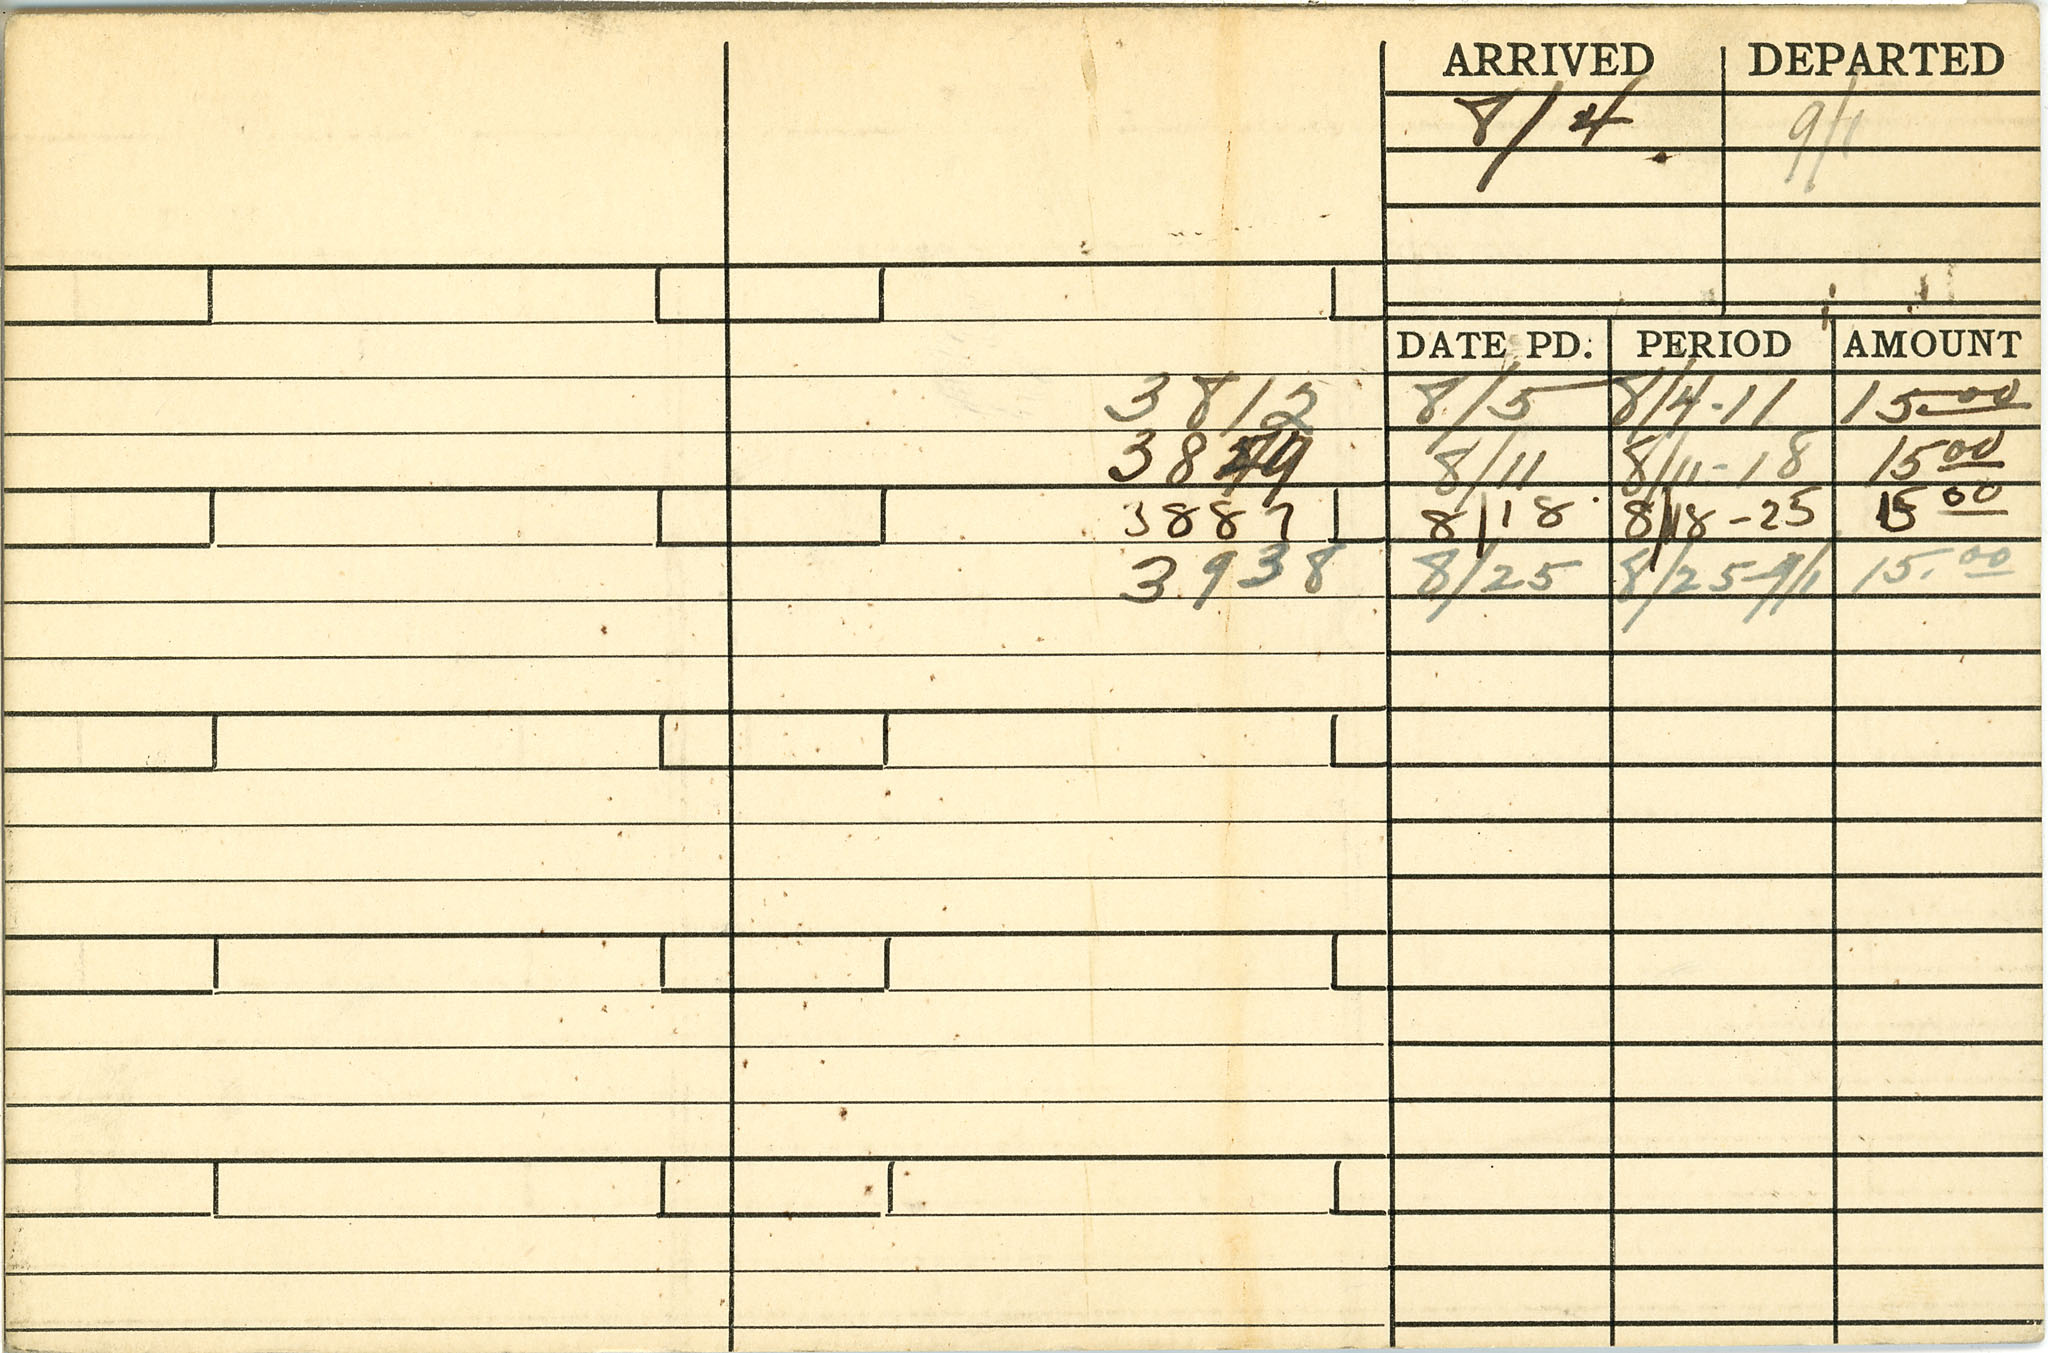 ARRIVED DEPARTED
8/4 9/1
DATE PD. PERIOD AMOUNT
3812 8/5 8/4-11 15.00
8/11 8/11-18 15 00
3887 8/18 8/18-25 15 00
3938 8/25 8/25-9/1 15.00